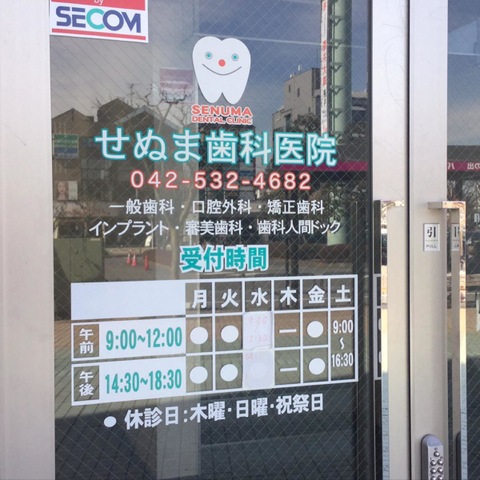 by
SECOM
SENUMA
DENTAL CLINIC
せぬま歯科医院
042-532-4682
一般歯科・口腔外科・矯正歯科
インプラント・審美歯科・歯科人間ドック
受付時間
月 火 水 木 金 土
午前 9:00~12:00 ● ● — ● 9:00~16:30
午後 14:30~18:30 ● ● — ●
● 休診日:木曜・日曜・祝祭日
引
PULL
出